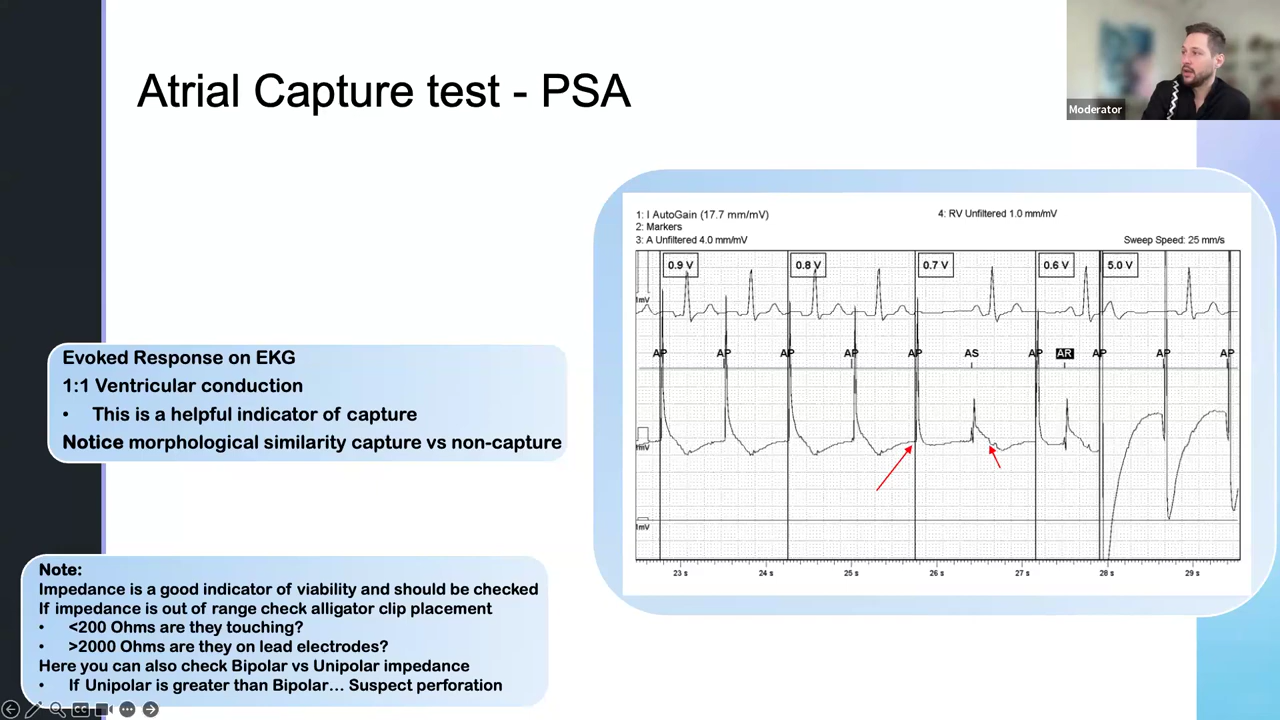 Atrial Capture test - PSA
Moderator
1: I AutoGain (17.7 mm/mV)
4: RV Unfiltered 1.0 mm/mV
2: Markers
3: A Unfiltered 4.0 mm/mV
Sweep Speed: 25 mm/s
0.9 V 0.8 V 0.7 V 0.6 V 5.0 V
1mV
AP AP AP AP AP AS AP AR AP AP AP
1mV
1mV
23 s 24 s 25 s 26 s 27 s 28 s 29 s
Evoked Response on EKG
1:1 Ventricular conduction
• This is a helpful indicator of capture
Notice morphological similarity capture vs non-capture
Note:
Impedance is a good indicator of viability and should be checked
If impedance is out of range check alligator clip placement
• <200 Ohms are they touching?
• >2000 Ohms are they on lead electrodes?
Here you can also check Bipolar vs Unipolar impedance
• If Unipolar is greater than Bipolar… Suspect perforation
CC